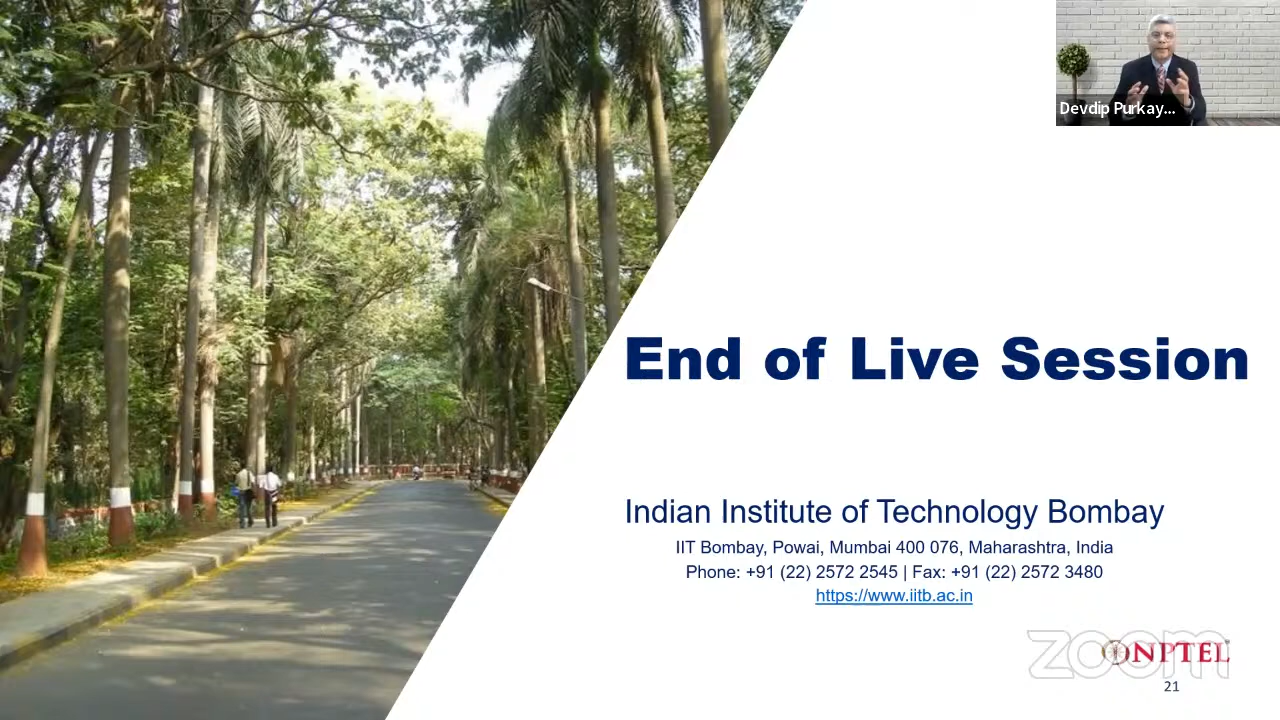 Devdip Purkay...
End of Live Session
Indian Institute of Technology Bombay
IIT Bombay, Powai, Mumbai 400 076, Maharashtra, India
Phone: +91 (22) 2572 2545 | Fax: +91 (22) 2572 3480
https://www.iitb.ac.in
zoom
NPTEL
21